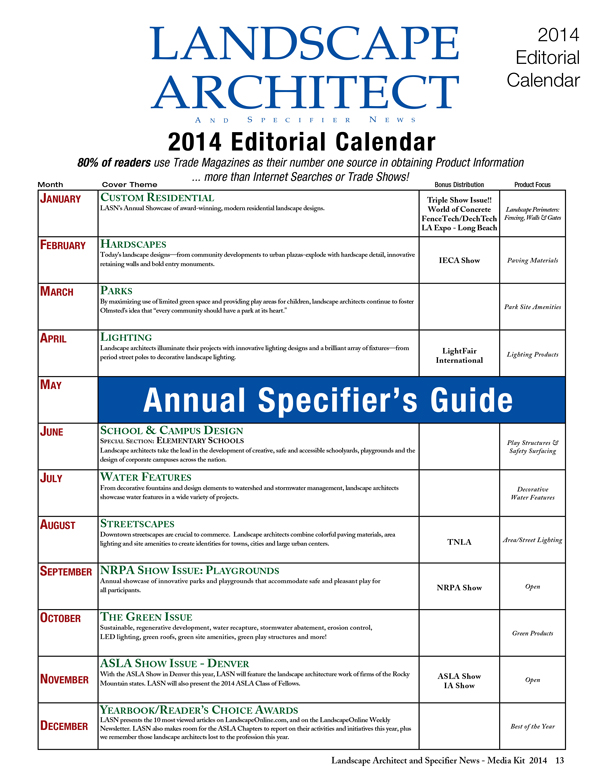 LANDSCAPE
ARCHITECT
AND SPECIFIER NEWS
2014
Editorial
Calendar
2014 Editorial Calendar
80% of readers use Trade Magazines as their number one source in obtaining Product Information
... more than Internet Searches or Trade Shows!
Month Cover Theme Bonus Distribution Product Focus
JANUARY
CUSTOM RESIDENTIAL
LASN's Annual Showcase of award-winning, modern residential landscape designs.
Triple Show Issue!!
World of Concrete
FenceTech/DechTech
LA Expo - Long Beach
Landscape Perimeters:
Fencing, Walls & Gates
FEBRUARY
HARDSCAPES
Today's landscape designs—from community developments to urban plazas-explode with hardscape detail, innovative
retaining walls and bold entry monuments.
IECA Show
Paving Materials
MARCH
PARKS
By maximizing use of limited green space and providing play areas for children, landscape architects continue to foster
Olmsted's idea that "every community should have a park at its heart."
Park Site Amenities
APRIL
LIGHTING
Landscape architects illuminate their projects with innovative lighting designs and a brilliant array of fixtures—from
period street poles to decorative landscape lighting.
LightFair
International
Lighting Products
MAY
Annual Specifier's Guide
JUNE
SCHOOL & CAMPUS DESIGN
SPECIAL SECTION: ELEMENTARY SCHOOLS
Landscape architects take the lead in the development of creative, safe and accessible schoolyards, playgrounds and the
design of corporate campuses across the nation.
Play Structures &
Safety Surfacing
JULY
WATER FEATURES
From decorative fountains and design elements to watershed and stormwater management, landscape architects
showcase water features in a wide variety of projects.
Decorative
Water Features
AUGUST
STREETSCAPES
Downtown streetscapes are crucial to commerce. Landscape architects combine colorful paving materials, area
lighting and site amenities to create identities for towns, cities and large urban centers.
TNLA
Area/Street Lighting
SEPTEMBER
NRPA SHOW ISSUE: PLAYGROUNDS
Annual showcase of innovative parks and playgrounds that accommodate safe and pleasant play for
all participants.
NRPA Show
Open
OCTOBER
THE GREEN ISSUE
Sustainable, regenerative development, water recapture, stormwater abatement, erosion control,
LED lighting, green roofs, green site amenities, green play structures and more!
Green Products
NOVEMBER
ASLA SHOW ISSUE - DENVER
With the ASLA Show in Denver this year, LASN will feature the landscape architecture work of firms of the Rocky
Mountain states. LASN will also present the 2014 ASLA Class of Fellows.
ASLA Show
IA Show
Open
DECEMBER
YEARBOOK/READER'S CHOICE AWARDS
LASN presents the 10 most viewed articles on LandscapeOnline.com, and on the LandscapeOnline Weekly
Newsletter. LASN also makes room for the ASLA Chapters to report on their activities and initiatives this year, plus
we remember those landscape architects lost to the profession this year.
Best of the Year
Landscape Architect and Specifier News - Media Kit 2014 13